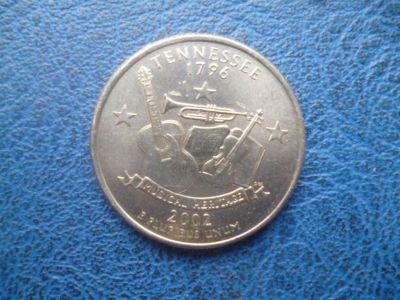 TENNESSEE
1796
MUSICAL HERITAGE
2002
E PLURIBUS UNUM